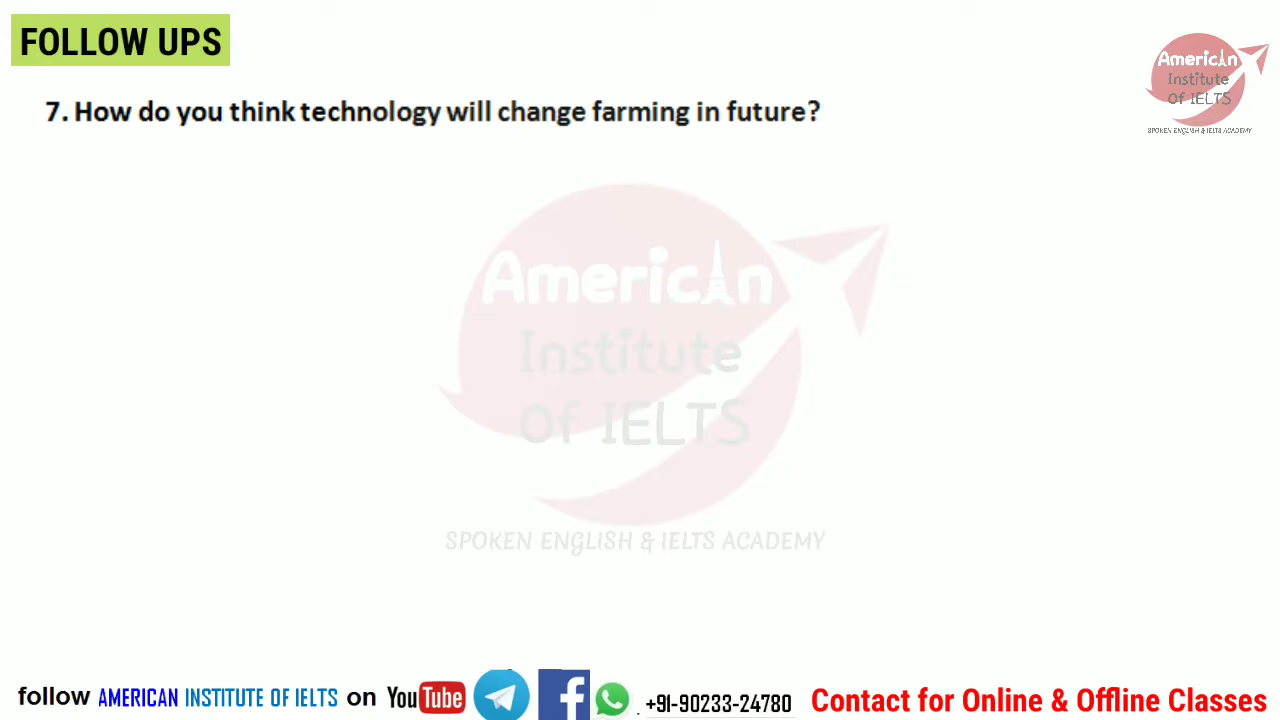 FOLLOW UPS
American
Institute
Of IELTS
SPOKEN ENGLISH & IELTS ACADEMY
7. How do you think technology will change farming in future?
American
Institute
Of IELTS
SPOKEN ENGLISH & IELTS ACADEMY
follow AMERICAN INSTITUTE OF IELTS on YouTube +91-90233-24780 Contact for Online & Offline Classes